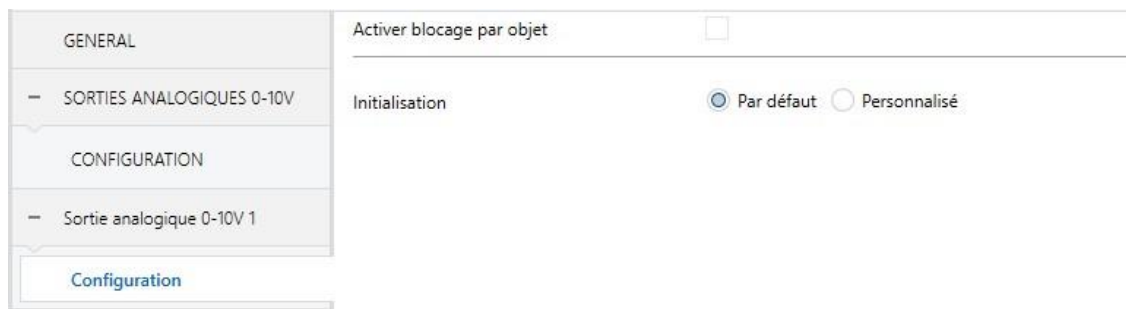 GENERAL
SORTIES ANALOGIQUES 0-10V
CONFIGURATION
Sortie analogique 0-10V 1
Configuration
Activer blocage par objet
Initialisation Par défaut Personnalisé